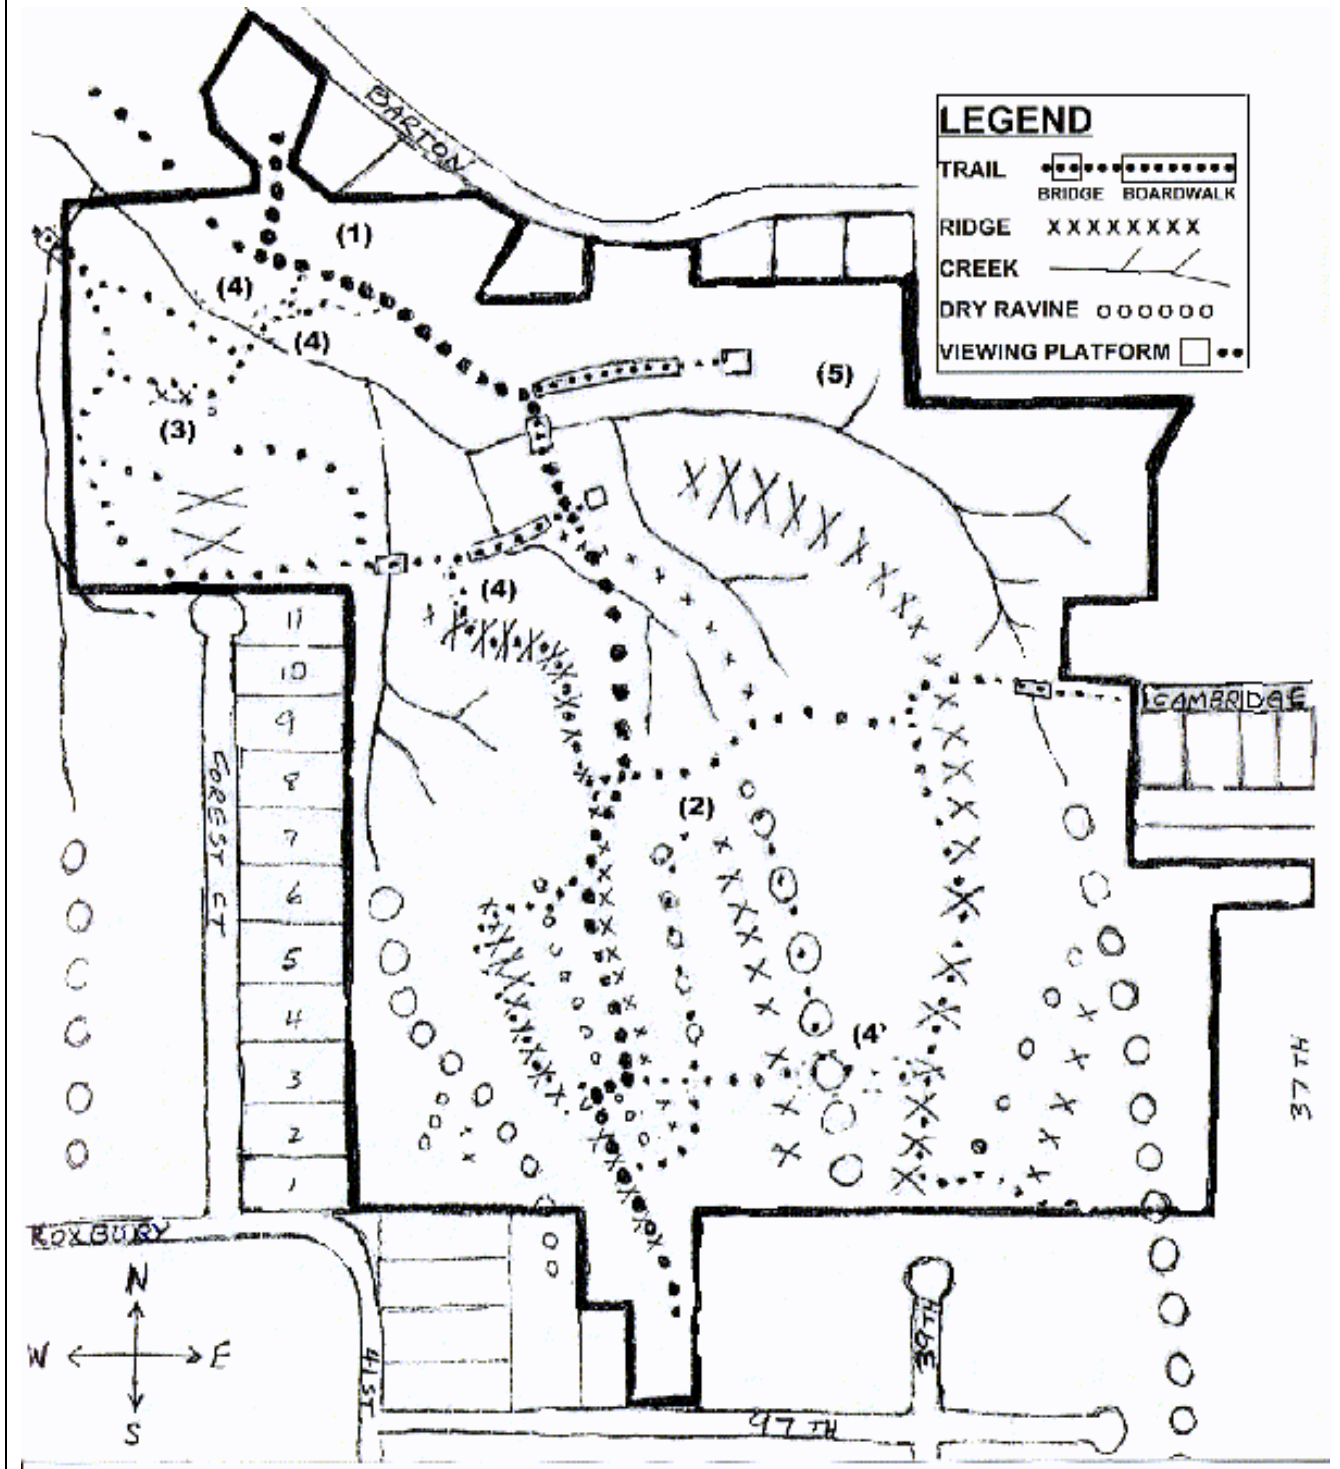 BARTON
LEGEND
TRAIL
BRIDGE BOARDWALK
RIDGE XXXXXXXX
CREEK
DRY RAVINE
VIEWING PLATFORM
(1)
(4)
(4)
(5)
(3)
(4)
11
10
9
8
7
6
5
4
3
2
1
FOREST CT
CAMBRIDGE
(2)
(4)
37TH
ROXBURY
N
W E
S
41ST
39TH
97TH